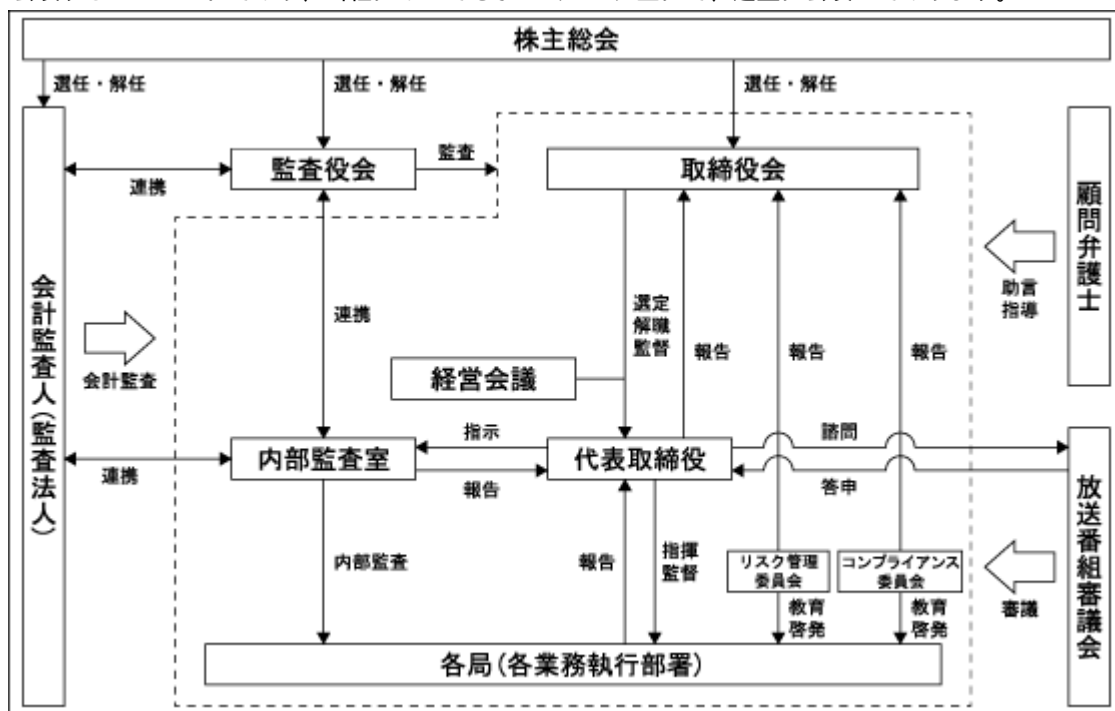 株主総会
選任・解任
選任・解任
選任・解任
監査役会
監査
取締役会
連携
顧問弁護士
助言
指導
会計監査人(監査法人)
会計監査
連携
選定
解職
監督
報告
報告
報告
経営会議
指示
諮問
内部監査室
代表取締役
連携
報告
答申
放送番組審議会
内部監査
報告
指揮
監督
リスク管理
委員会
コンプライアンス
委員会
審議
教育
啓発
教育
啓発
各局(各業務執行部署)